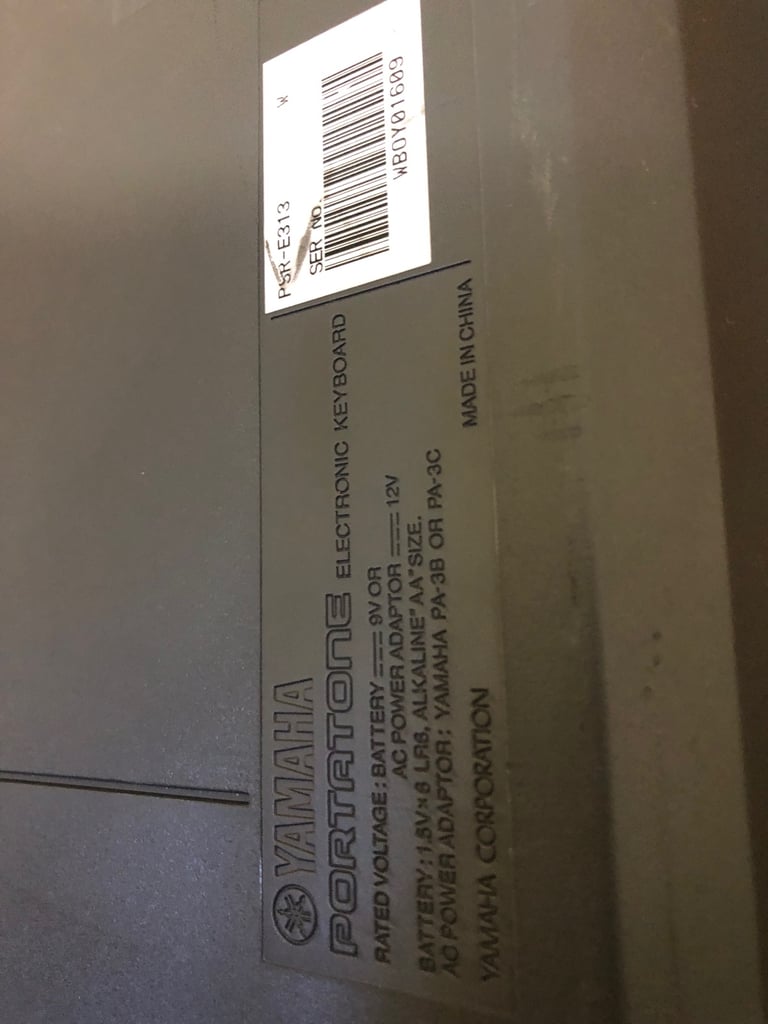 YAMAHA
PORTATONE ELECTRONIC KEYBOARD
RATED VOLTAGE : BATTERY ⎓ 9V OR
AC POWER ADAPTOR ⎓ 12V
BATTERY : 1.5V×6 LR6, ALKALINE"AA"SIZE.
AC POWER ADAPTOR : YAMAHA PA-3B OR PA-3C
YAMAHA CORPORATION MADE IN CHINA
PSR-E313 W
SER NO.
WBOY01609